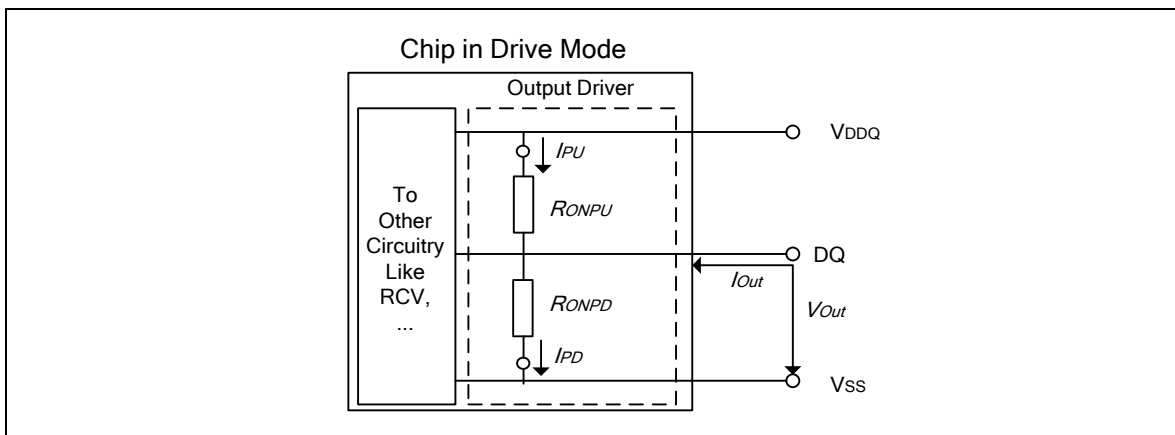 Chip in Drive Mode
Output Driver
VDDQ
IPU
To
Other
Circuitry
Like
RCV,
...
RONPU
DQ
IOut
RONPD
VOut
IPD
VSS